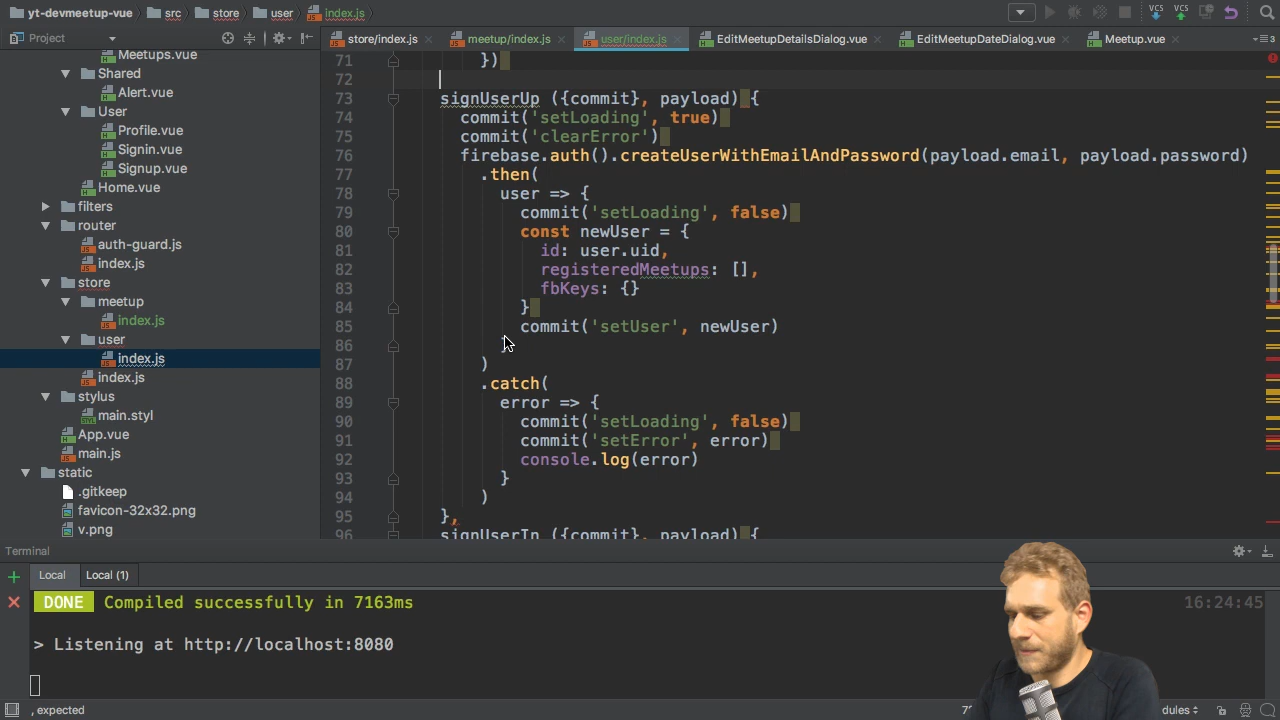 yt-devmeetup-vue
src
store
user
index.js
Project
store/index.js
meetup/index.js
user/index.js
EditMeetupDetailsDialog.vue
EditMeetupDateDialog.vue
Meetup.vue
Meetups.vue
Shared
Alert.vue
User
Profile.vue
Signin.vue
Signup.vue
Home.vue
filters
router
auth-guard.js
index.js
store
meetup
index.js
user
index.js
index.js
stylus
main.styl
App.vue
main.js
static
.gitkeep
favicon-32x32.png
v.png
71 })
72
73 signUserUp ({commit}, payload) {
74 commit('setLoading', true)
75 commit('clearError')
76 firebase.auth().createUserWithEmailAndPassword(payload.email, payload.password)
77 .then(
78 user => {
79 commit('setLoading', false)
80 const newUser = {
81 id: user.uid,
82 registeredMeetups: [],
83 fbKeys: {}
84 }
85 commit('setUser', newUser)
86 }
87 )
88 .catch(
89 error => {
90 commit('setLoading', false)
91 commit('setError', error)
92 console.log(error)
93 }
94 )
95 },
96 signUserIn ({commit}, payload) {
Terminal
Local
Local (1)
DONE Compiled successfully in 7163ms
16:24:45
> Listening at http://localhost:8080
, expected